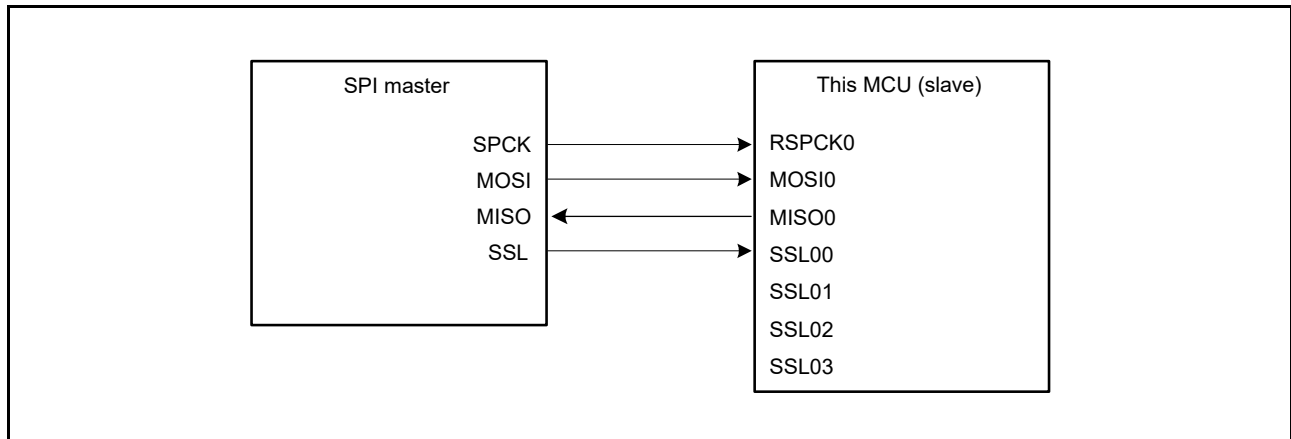 SPI master
SPCK
MOSI
MISO
SSL
This MCU (slave)
RSPCK0
MOSI0
MISO0
SSL00
SSL01
SSL02
SSL03